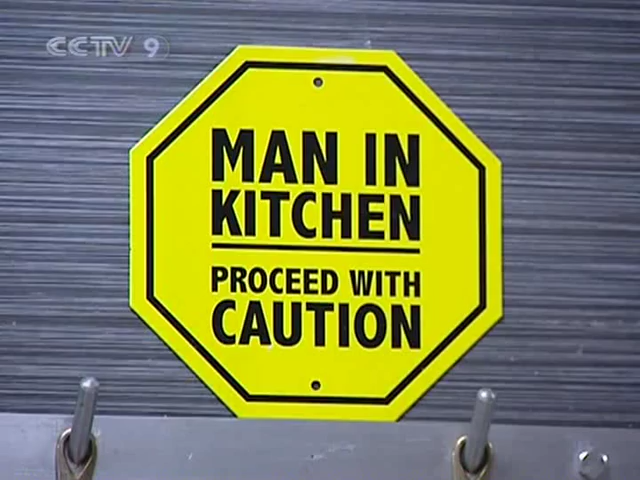 CCTV 9
MAN IN
KITCHEN
PROCEED WITH
CAUTION